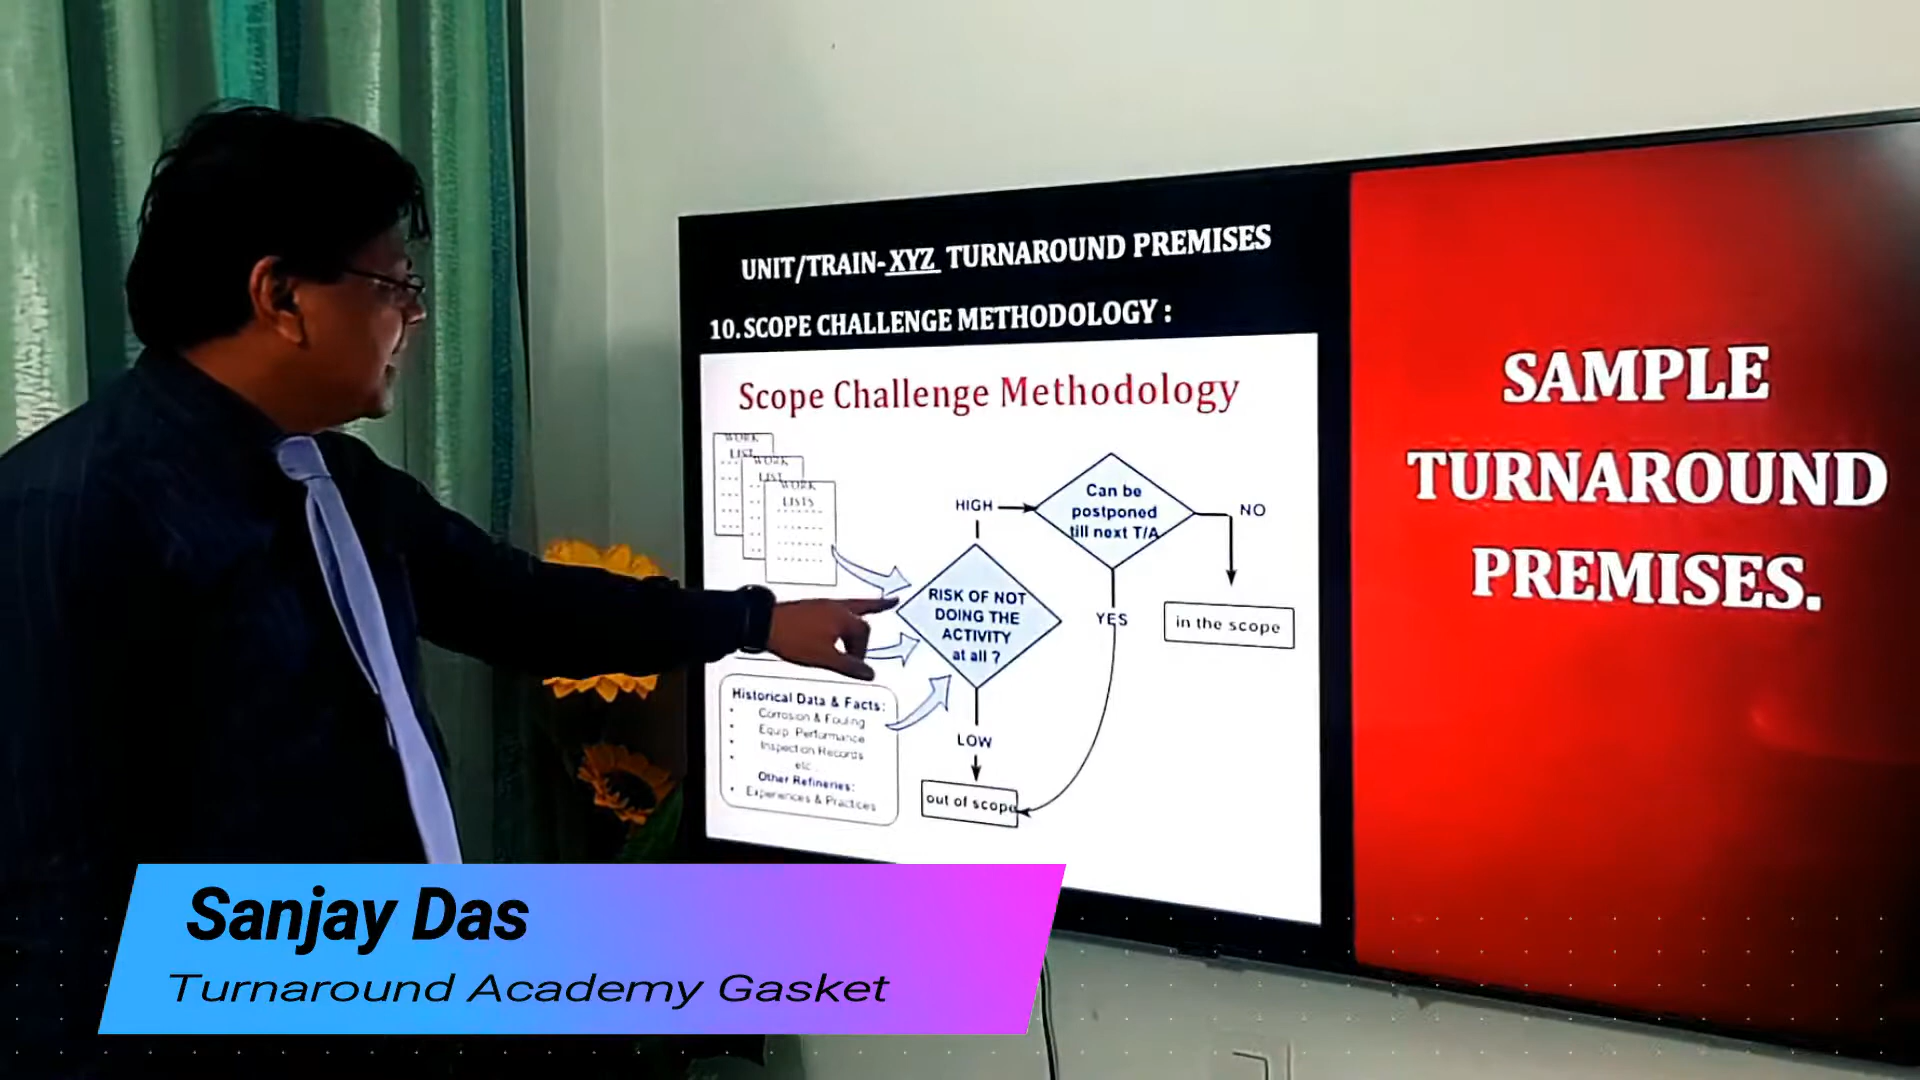 UNIT/TRAIN-XYZ TURNAROUND PREMISES
10. SCOPE CHALLENGE METHODOLOGY :
Scope Challenge Methodology
WORK
LIST
WORK
LIST
WORK
LISTS
HIGH
Can be
postponed
till next T/A
NO
RISK OF NOT
DOING THE
ACTIVITY
at all ?
YES
in the scope
Historical Data & Facts:
• Corrosion & Fouling
• Equip. Performance
• Inspection Records
• etc..
Other Refineries:
• Experiences & Practices
LOW
out of scope
SAMPLE
TURNAROUND
PREMISES.
Sanjay Das
Turnaround Academy Gasket